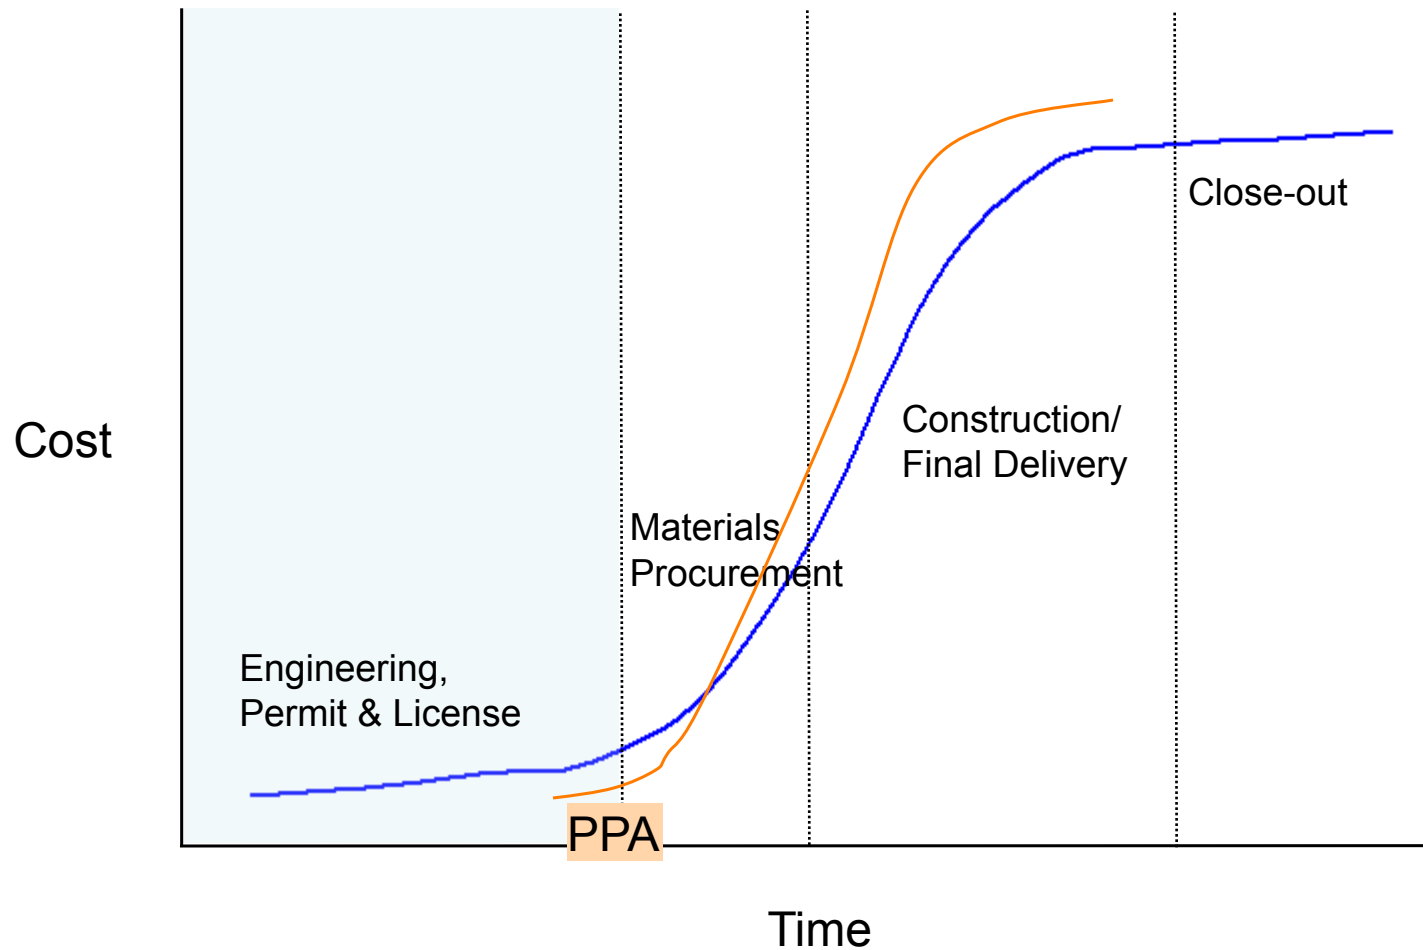 Close-out
Construction/
Final Delivery
Cost
Materials
Procurement
Engineering,
Permit & License
PPA
Time